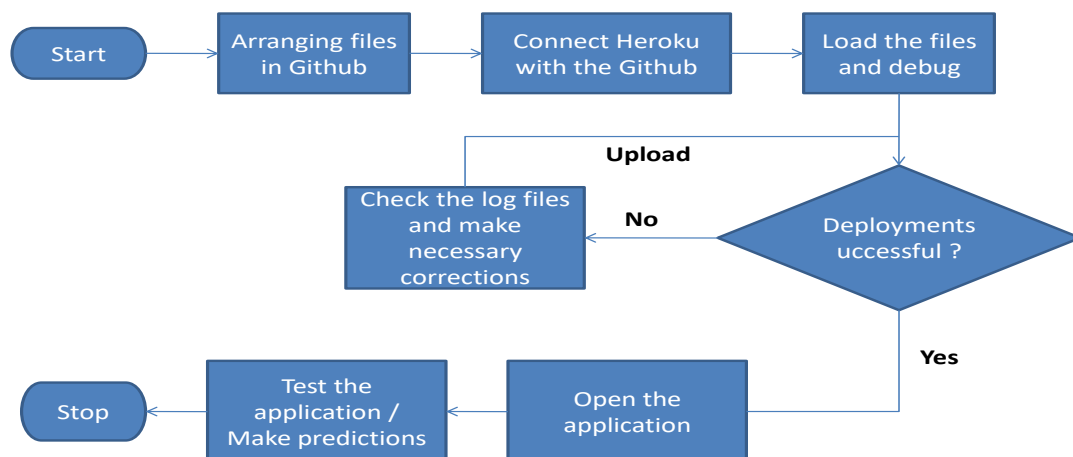 Start
Arranging files
in Github
Connect Heroku
with the Github
Load the files
and debug
Upload
Check the log files
and make
necessary
corrections
No
Deployments
uccessful ?
Yes
Stop
Test the
application /
Make predictions
Open the
application